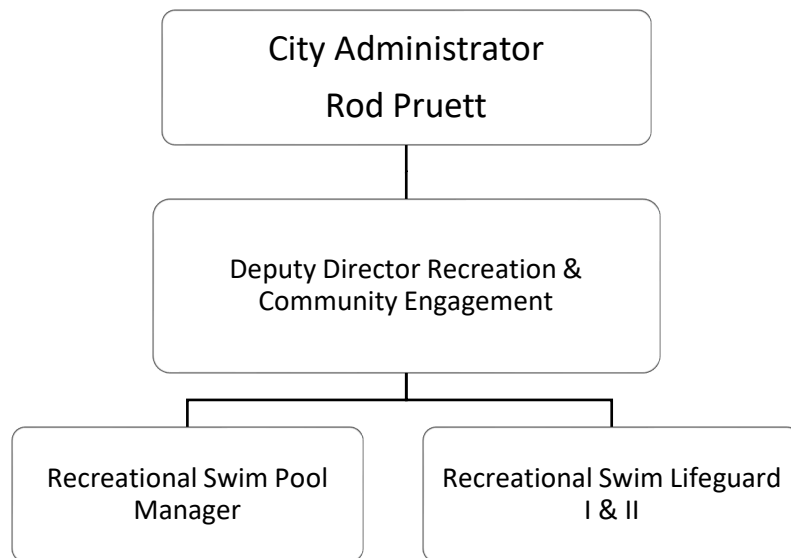 City Administrator
Rod Pruett
Deputy Director Recreation &
Community Engagement
Recreational Swim Pool
Manager
Recreational Swim Lifeguard
I & II